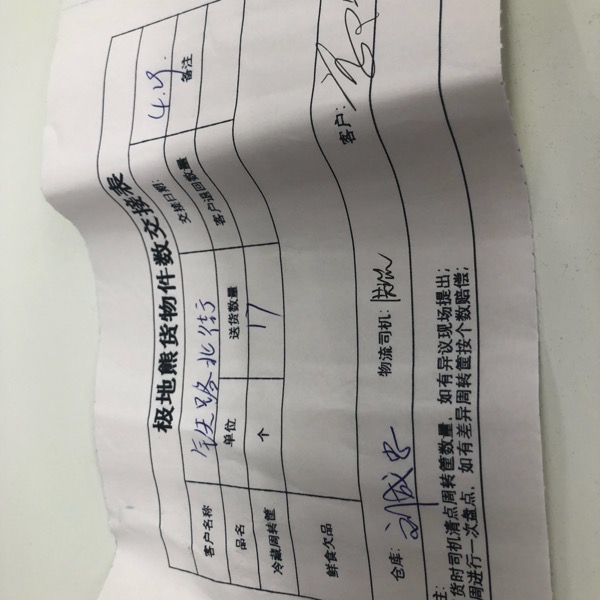 极地熊货物件数交接表
客户名称 铁路北街 交接日期: 4.9.
品名 单位 送货数量 客户退回数量 备注
冷藏周转筐 个 17
鲜食欠品
仓库: 物流司机: 客户:
注:
货时司机清点周转筐数量,如有异议现场提出;
周进行一次盘点,如有差异周转筐按个数赔偿;